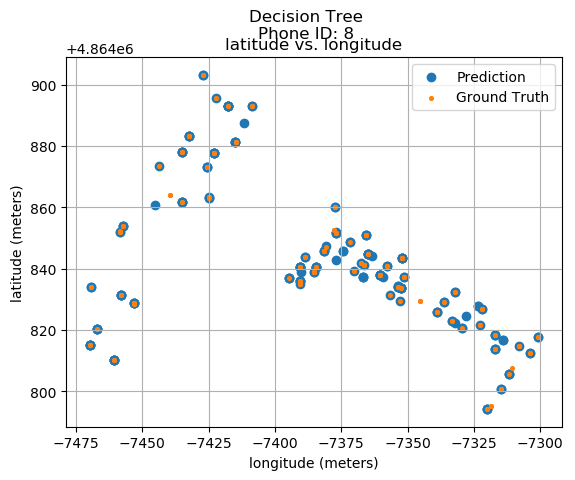 Decision Tree
Phone ID: 8
latitude vs. longitude
+4.864e6
900
880
860
840
820
800
latitude (meters)
Prediction
Ground Truth
−7475 −7450 −7425 −7400 −7375 −7350 −7325 −7300
longitude (meters)